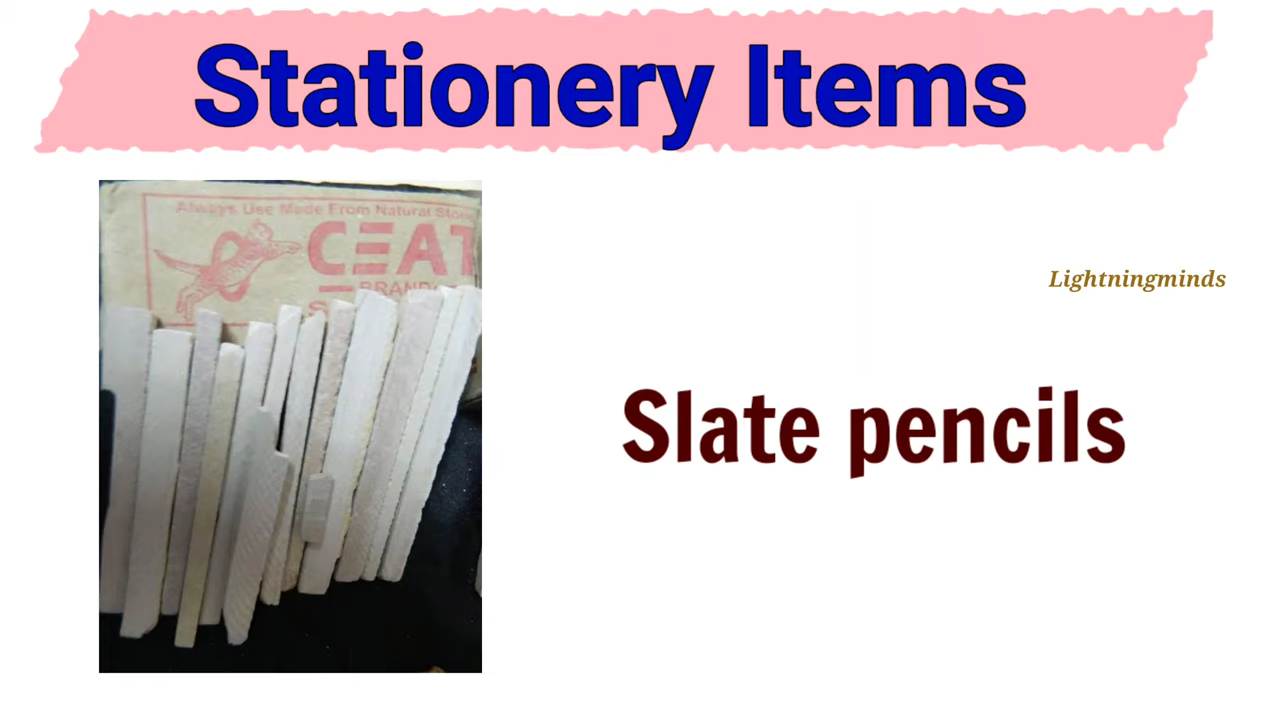 Stationery Items
Always Use Made From Natural Stone
CEAT
BRAND
Lightningminds
Slate pencils